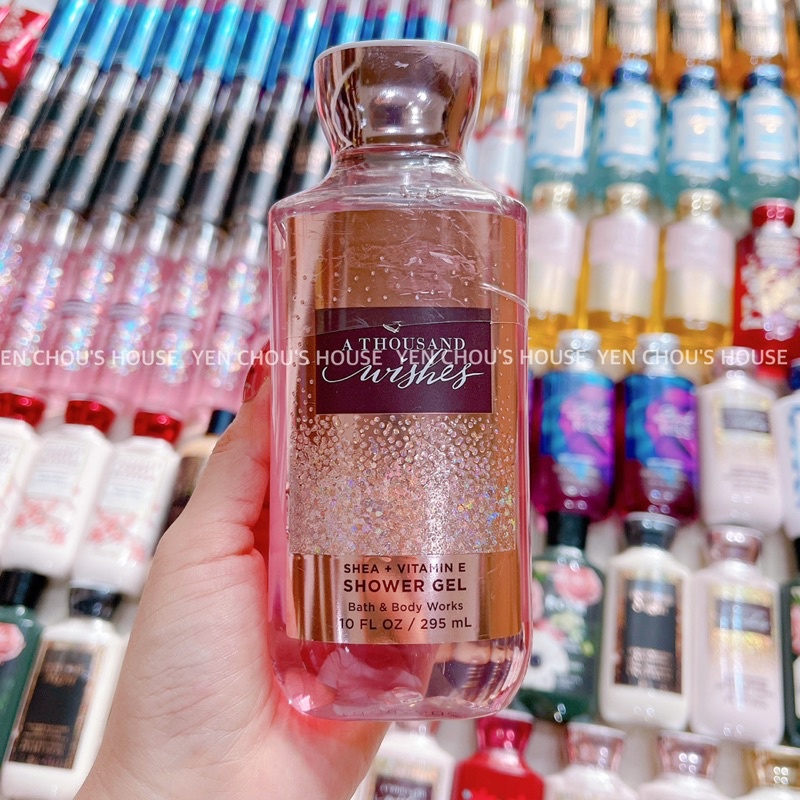 YEN CHOU'S HOUSE YEN CHOU'S HOUSE YEN CHOU'S HOUSE YEN CHOU'S HOUSE
A THOUSAND
wishes
SHEA + VITAMIN E
SHOWER GEL
Bath & Body Works
10 FL OZ / 295 mL